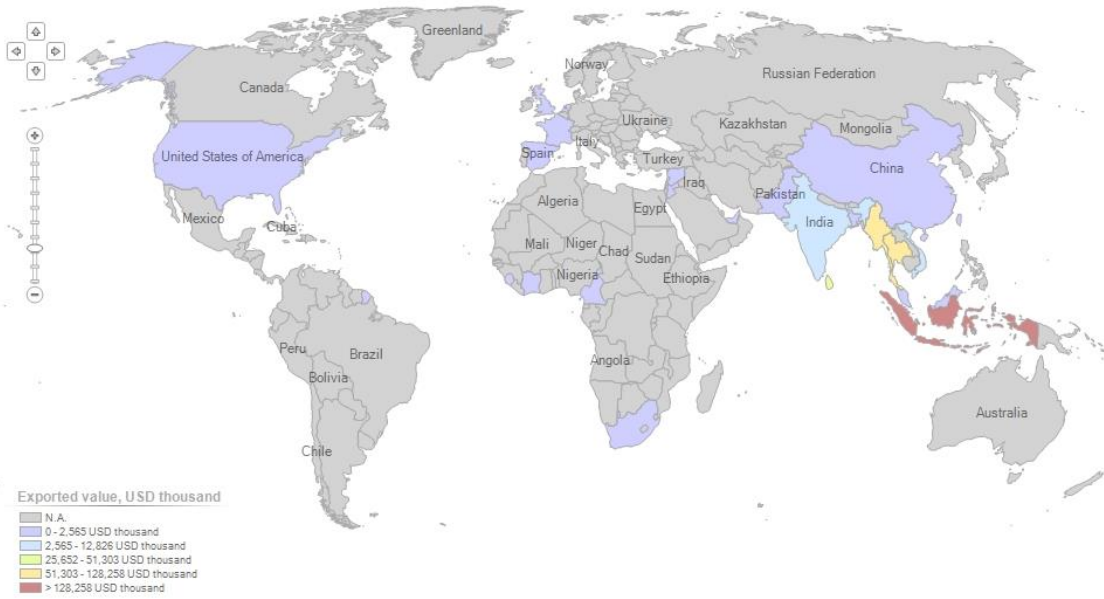 Greenland
Norway
Russian Federation
Canada
Ukraine
Kazakhstan
Mongolia
United States of America
Spain
Italy
Turkey
China
Iraq
Pakistan
Mexico
Cuba
Algeria
Egypt
India
Mali
Niger
Chad
Sudan
Nigeria
Ethiopia
Peru
Brazil
Angola
Bolivia
Australia
Chile
Exported value, USD thousand
N.A.
0 - 2,565 USD thousand
2,565 - 12,826 USD thousand
25,652 - 51,303 USD thousand
51,303 - 128,258 USD thousand
> 128,258 USD thousand